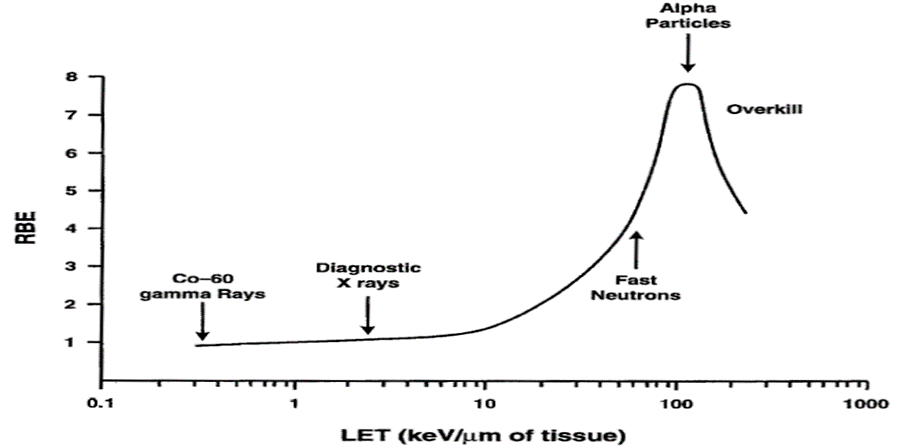 Alpha
Particles
8
7
6
5
4
3
2
1
RBE
Overkill
Co–60
gamma Rays
Diagnostic
X rays
Fast
Neutrons
0.1
1
10
100
1000
LET (keV/μm of tissue)